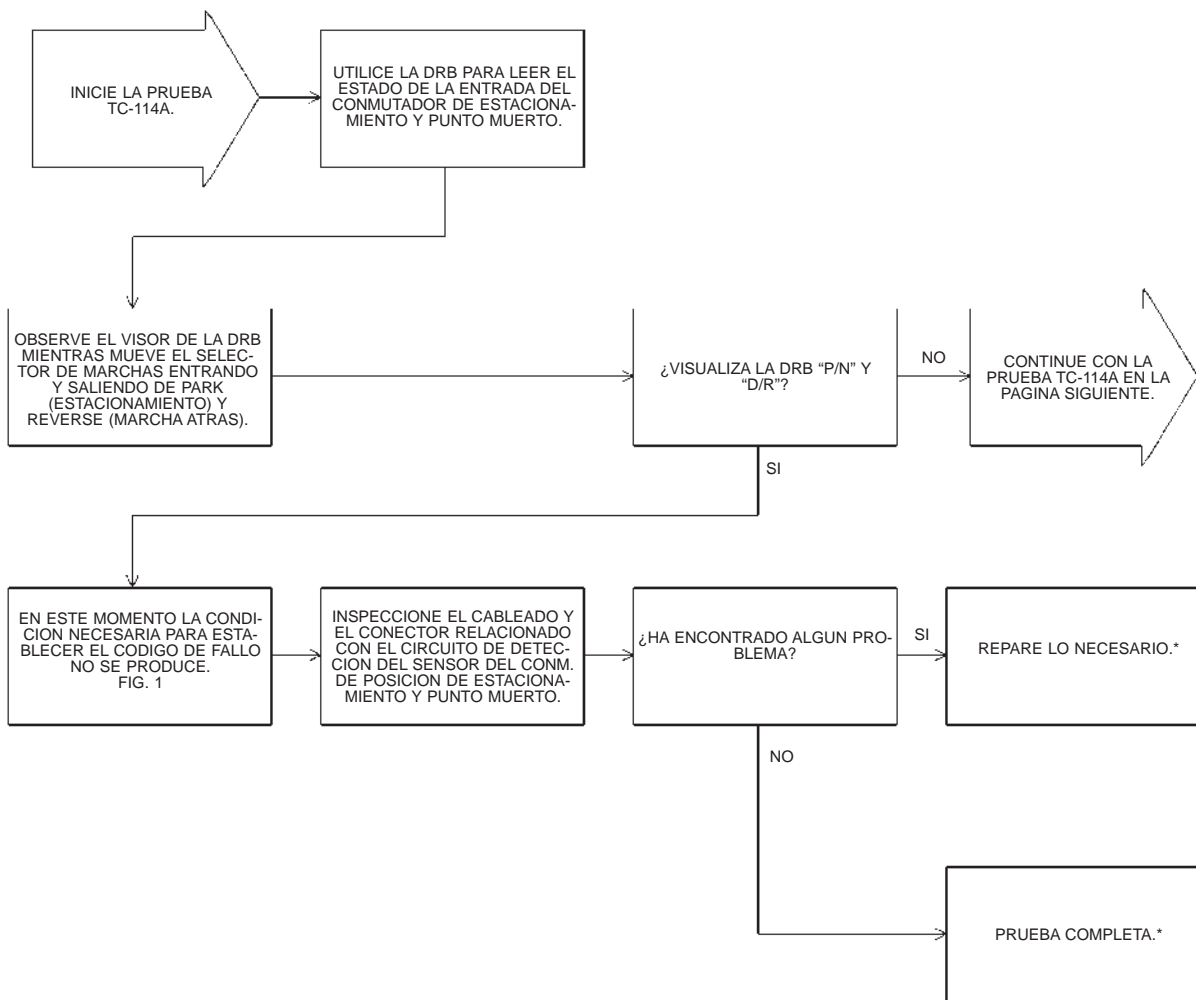 INICIE LA PRUEBA
TC-114A.
UTILICE LA DRB PARA LEER EL
ESTADO DE LA ENTRADA DEL
CONMUTADOR DE ESTACIONA-
MIENTO Y PUNTO MUERTO.
OBSERVE EL VISOR DE LA DRB
MIENTRAS MUEVE EL SELEC-
TOR DE MARCHAS ENTRANDO
Y SALIENDO DE PARK
(ESTACIONAMIENTO) Y
REVERSE (MARCHA ATRAS).
¿VISUALIZA LA DRB “P/N” Y
“D/R”?
NO
CONTINUE CON LA
PRUEBA TC-114A EN LA
PAGINA SIGUIENTE.
SI
EN ESTE MOMENTO LA CONDI-
CION NECESARIA PARA ESTA-
BLECER EL CODIGO DE FALLO
NO SE PRODUCE.
FIG. 1
INSPECCIONE EL CABLEADO Y
EL CONECTOR RELACIONADO
CON EL CIRCUITO DE DETEC-
CION DEL SENSOR DEL CONM.
DE POSICION DE ESTACIONA-
MIENTO Y PUNTO MUERTO.
¿HA ENCONTRADO ALGUN PRO-
BLEMA?
SI
REPARE LO NECESARIO.*
NO
PRUEBA COMPLETA.*